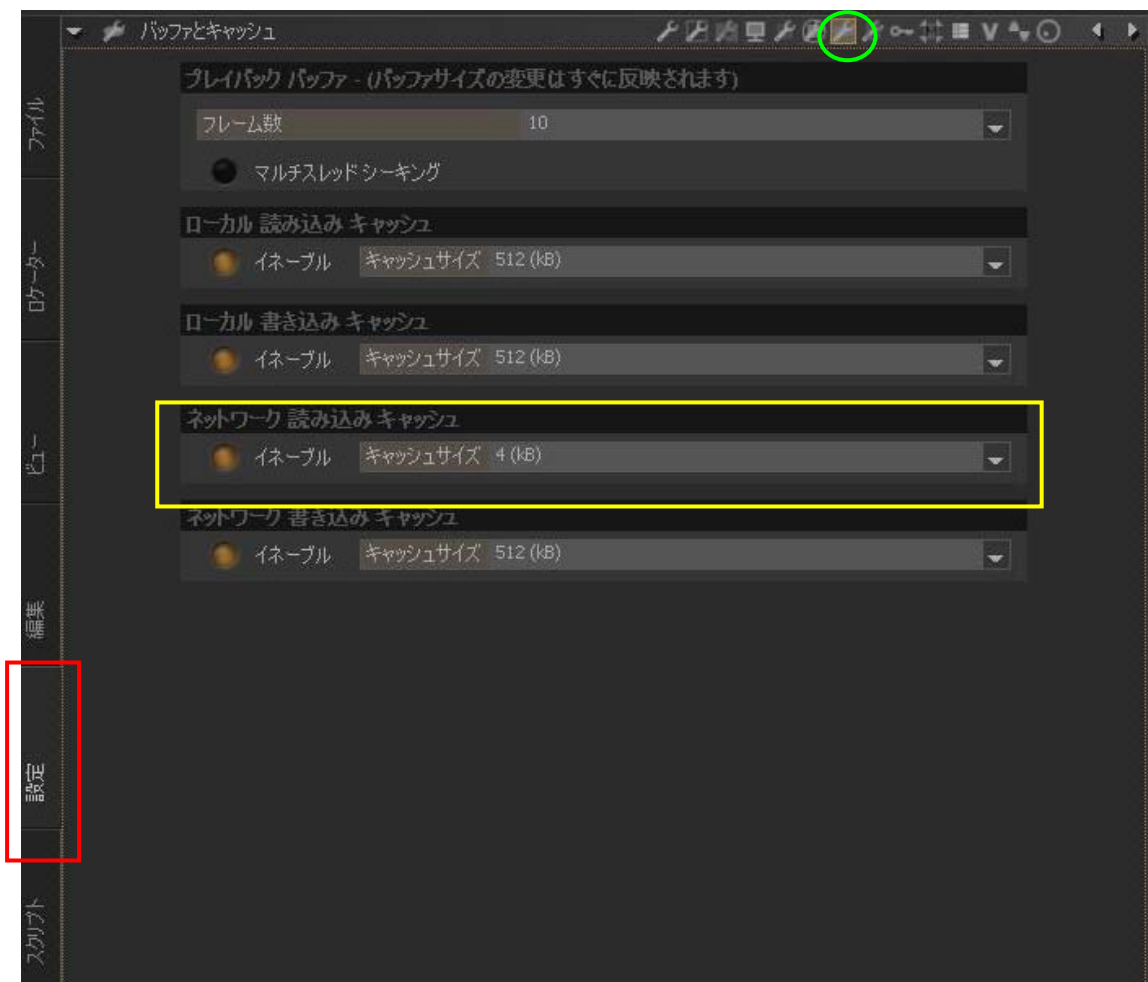 バッファとキャッシュ
プレイバック バッファ - (バッファサイズの変更はすぐに反映されます)
フレーム数 10
マルチスレッド シーキング
ローカル 読み込み キャッシュ
イネーブル キャッシュサイズ 512 (kB)
ローカル 書き込み キャッシュ
イネーブル キャッシュサイズ 512 (kB)
ネットワーク 読み込み キャッシュ
イネーブル キャッシュサイズ 4 (kB)
ネットワーク 書き込み キャッシュ
イネーブル キャッシュサイズ 512 (kB)
ファイル
ロケーター
ビュー
編集
設定
スクリプト